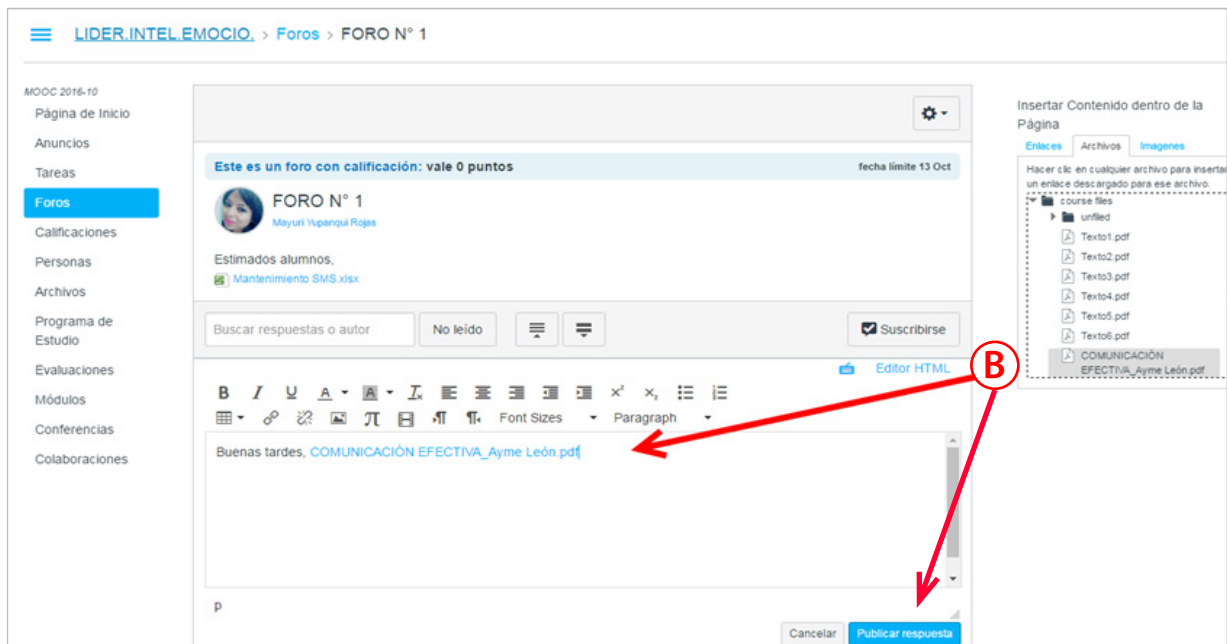 LIDER.INTEL.EMOCIO. > Foros > FORO N° 1
MOOC 2016-10
Página de Inicio
Anuncios
Tareas
Foros
Calificaciones
Personas
Archivos
Programa de
Estudio
Evaluaciones
Módulos
Conferencias
Colaboraciones
Este es un foro con calificación: vale 0 puntos
fecha límite 13 Oct
FORO N° 1
Mayuri Yupanqui Rojas
Estimados alumnos,
Mantenimiento SMS.xlsx
Buscar respuestas o autor
No leído
Suscribirse
Editor HTML
Font Sizes
Paragraph
Buenas tardes, COMUNICACIÓN EFECTIVA_Ayme León.pdf
p
Cancelar
Publicar respuesta
Insertar Contenido dentro de la
Página
Enlaces
Archivos
Imagenes
Hacer clic en cualquier archivo para insertar
un enlace descargado para ese archivo.
course files
unfiled
Texto1.pdf
Texto2.pdf
Texto3.pdf
Texto4.pdf
Texto5.pdf
Texto6.pdf
COMUNICACIÓN
EFECTIVA_Ayme León.pdf
B